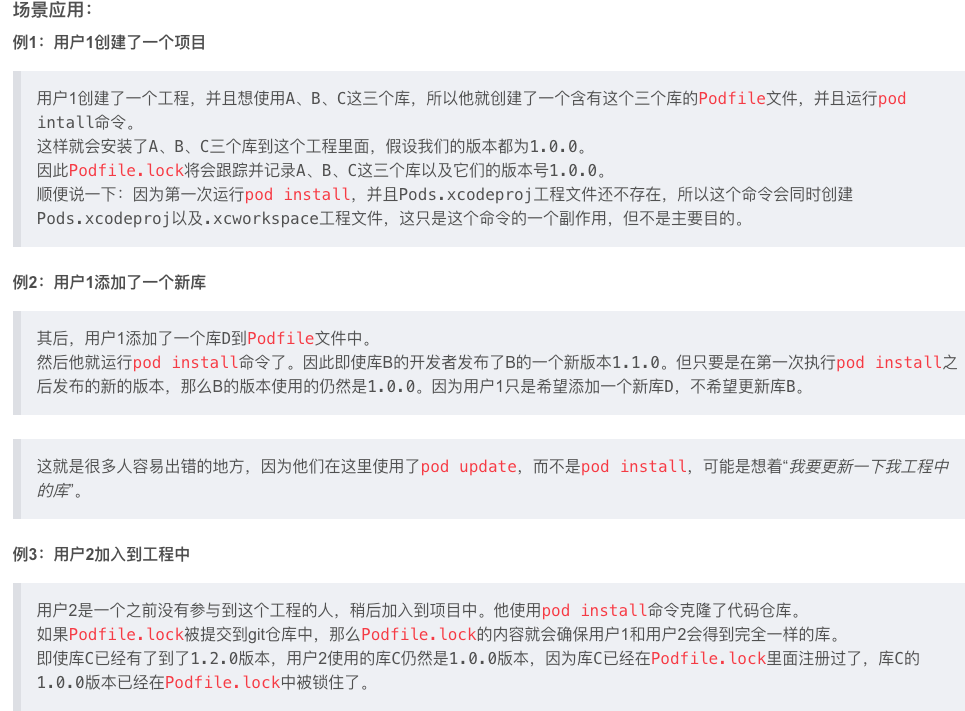 场景应用：
例1：用户1创建了一个项目
用户1创建了一个工程，并且想使用A、B、C这三个库，所以他就创建了一个含有这个三个库的Podfile文件，并且运行pod
intall命令。
这样就会安装了A、B、C三个库到这个工程里面，假设我们的版本都为1.0.0。
因此Podfile.lock将会跟踪并记录A、B、C这三个库以及它们的版本号1.0.0。
顺便说一下：因为第一次运行pod install，并且Pods.xcodeproj工程文件还不存在，所以这个命令会同时创建
Pods.xcodeproj以及.xcworkspace工程文件，这只是这个命令的一个副作用，但不是主要目的。
例2：用户1添加了一个新库
其后，用户1添加了一个库D到Podfile文件中。
然后他就运行pod install命令了。因此即使库B的开发者发布了B的一个新版本1.1.0。但只要是在第一次执行pod install之
后发布的新的版本，那么B的版本使用的仍然是1.0.0。因为用户1只是希望添加一个新库D，不希望更新库B。
这就是很多人容易出错的地方，因为他们在这里使用了pod update，而不是pod install，可能是想着“我要更新一下我工程中
的库”。
例3：用户2加入到工程中
用户2是一个之前没有参与到这个工程的人，稍后加入到项目中。他使用pod install命令克隆了代码仓库。
如果Podfile.lock被提交到git仓库中，那么Podfile.lock的内容就会确保用户1和用户2会得到完全一样的库。
即使库C已经有了到了1.2.0版本，用户2使用的库C仍然是1.0.0版本，因为库C已经在Podfile.lock里面注册过了，库C的
1.0.0版本已经在Podfile.lock中被锁住了。